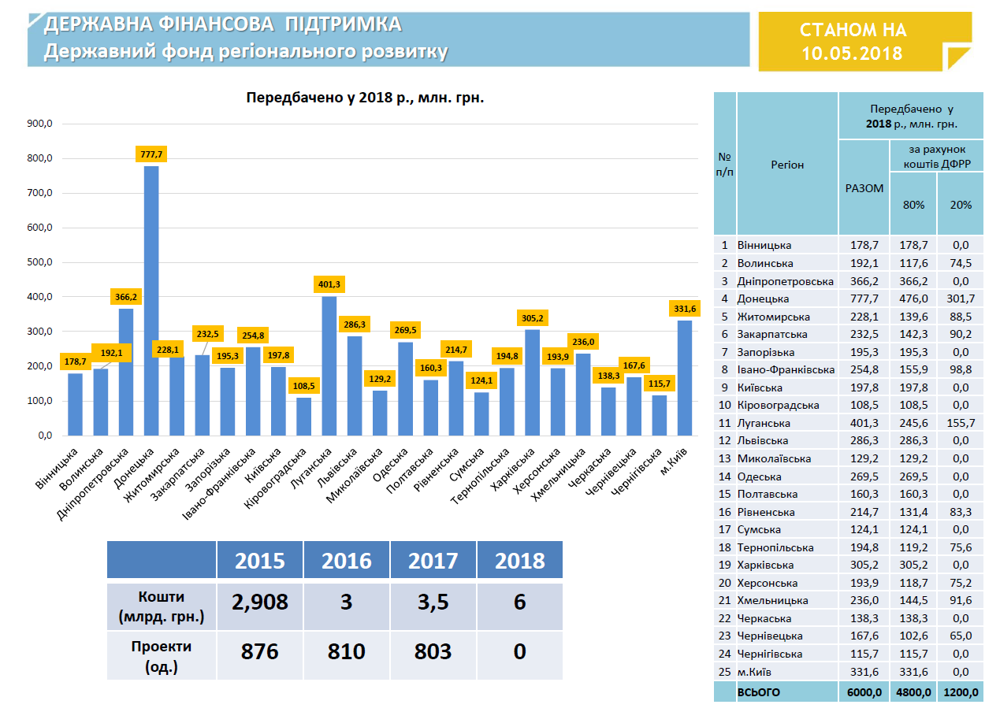 ДЕРЖАВНА ФІНАНСОВА ПІДТРИМКА
Державний фонд регіонального розвитку
СТАНОМ НА
10.05.2018
Передбачено у 2018 р., млн. грн.
900,0
800,0
700,0
600,0
500,0
400,0
300,0
200,0
100,0
0,0
178,7
192,1
366,2
777,7
228,1
232,5
195,3
254,8
197,8
108,5
401,3
286,3
129,2
269,5
160,3
214,7
124,1
194,8
305,2
193,9
236,0
138,3
167,6
115,7
331,6
Вінницька
Волинська
Дніпропетровська
Донецька
Житомирська
Закарпатська
Запорізька
Івано-Франківська
Київська
Кіровоградська
Луганська
Львівська
Миколаївська
Одеська
Полтавська
Рівненська
Сумська
Тернопільська
Харківська
Херсонська
Хмельницька
Черкаська
Чернівецька
Чернігівська
м.Київ
2015 2016 2017 2018
Кошти
(млрд. грн.) 2,908 3 3,5 6
Проекти
(од.) 876 810 803 0
№
п/п
Регіон
Передбачено у
2018 р., млн. грн.
РАЗОМ
за рахунок
коштів ДФРР
80% 20%
1 Вінницька 178,7 178,7 0,0
2 Волинська 192,1 117,6 74,5
3 Дніпропетровська 366,2 366,2 0,0
4 Донецька 777,7 476,0 301,7
5 Житомирська 228,1 139,6 88,5
6 Закарпатська 232,5 142,3 90,2
7 Запорізька 195,3 195,3 0,0
8 Івано-Франківська 254,8 155,9 98,8
9 Київська 197,8 197,8 0,0
10 Кіровоградська 108,5 108,5 0,0
11 Луганська 401,3 245,6 155,7
12 Львівська 286,3 286,3 0,0
13 Миколаївська 129,2 129,2 0,0
14 Одеська 269,5 269,5 0,0
15 Полтавська 160,3 160,3 0,0
16 Рівненська 214,7 131,4 83,3
17 Сумська 124,1 124,1 0,0
18 Тернопільська 194,8 119,2 75,6
19 Харківська 305,2 305,2 0,0
20 Херсонська 193,9 118,7 75,2
21 Хмельницька 236,0 144,5 91,6
22 Черкаська 138,3 138,3 0,0
23 Чернівецька 167,6 102,6 65,0
24 Чернігівська 115,7 115,7 0,0
25 м.Київ 331,6 331,6 0,0
ВСЬОГО 6000,0 4800,0 1200,0